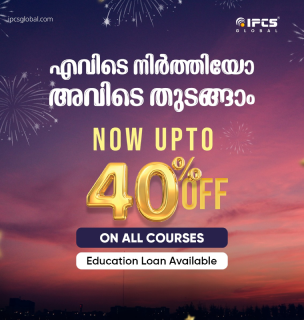 ipcsglobal.com
IPCS
GLOBAL
എവിടെ നിർത്തിയോ
അവിടെ തുടങ്ങാം
NOW UPTO
40% OFF
ON ALL COURSES
Education Loan Available